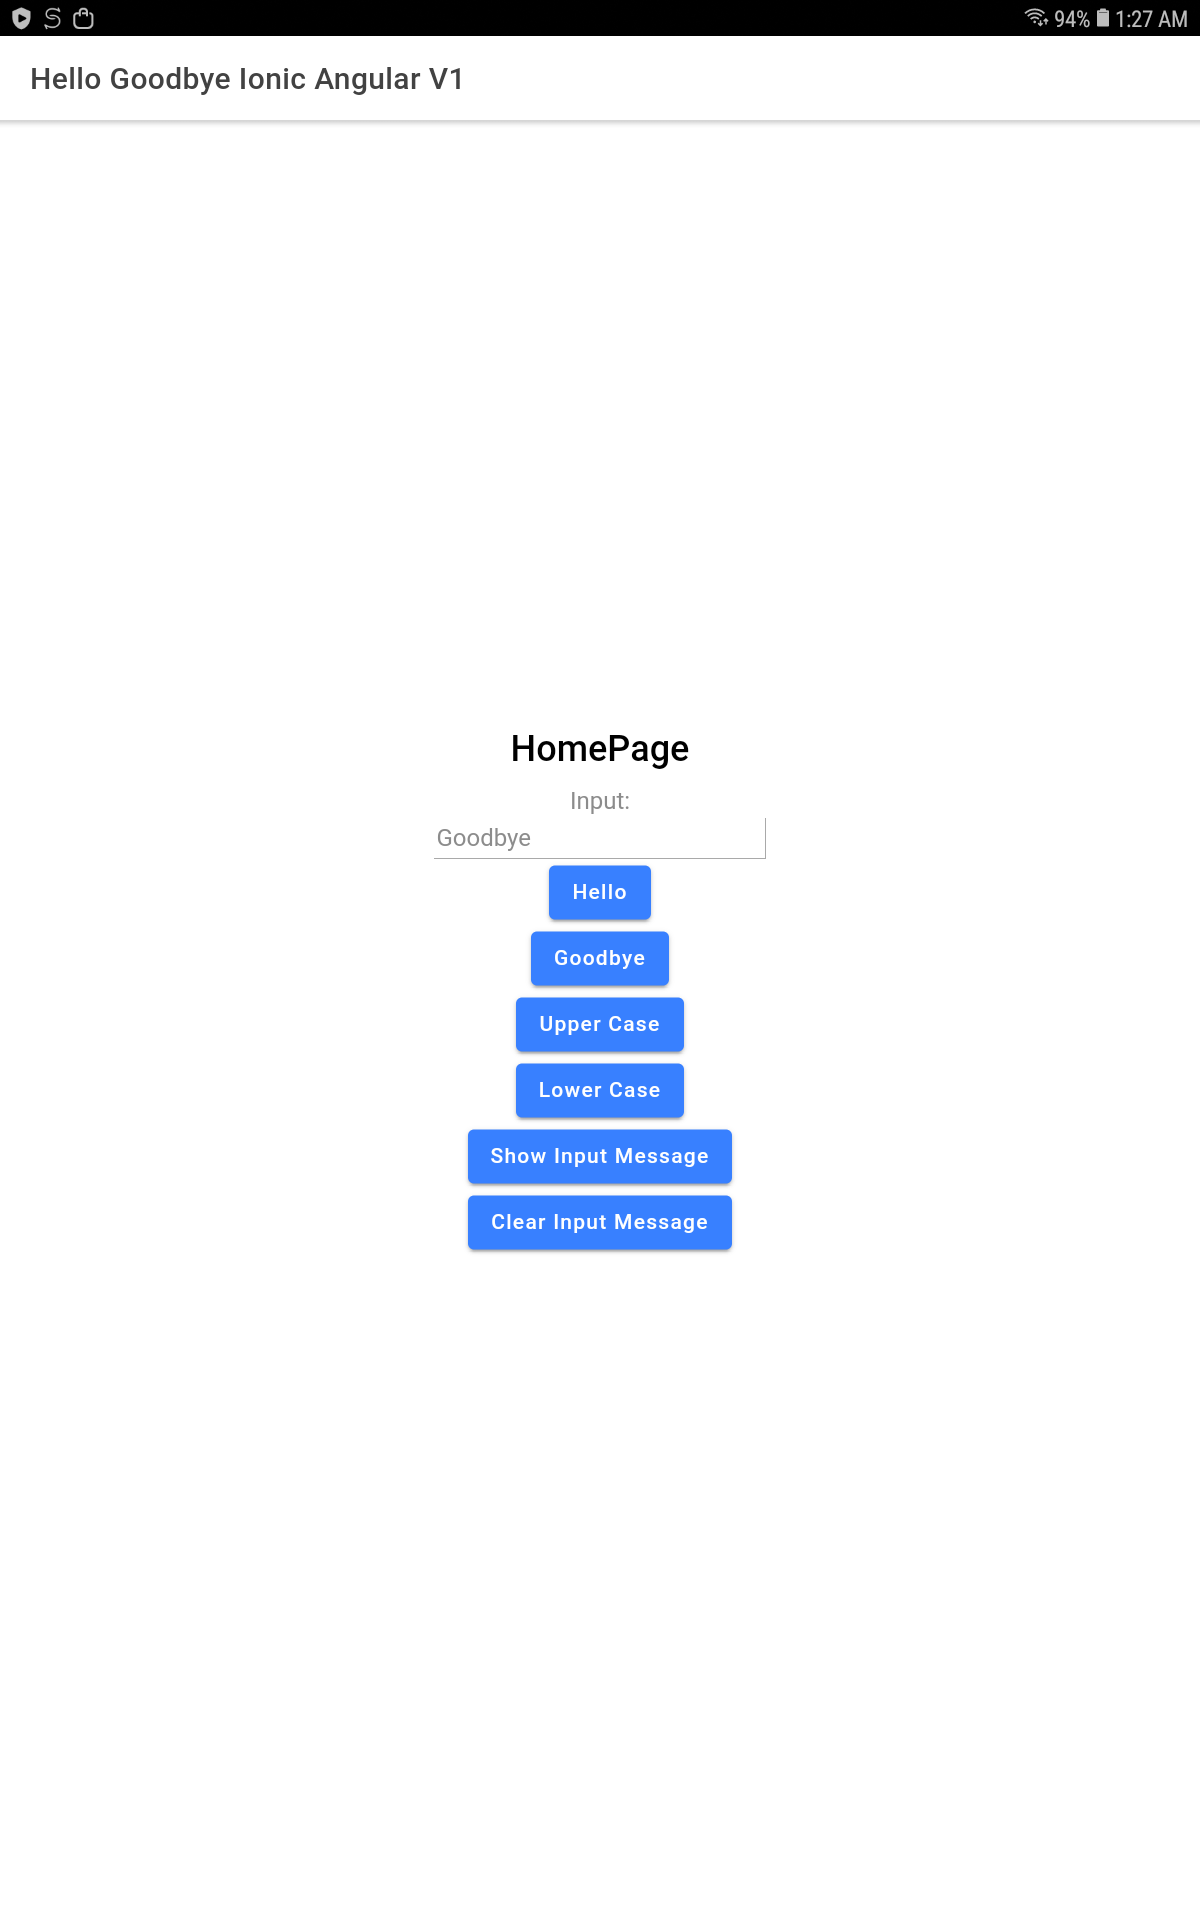 94% 1:27 AM
Hello Goodbye Ionic Angular V1
HomePage
Input:
Goodbye
Hello
Goodbye
Upper Case
Lower Case
Show Input Message
Clear Input Message